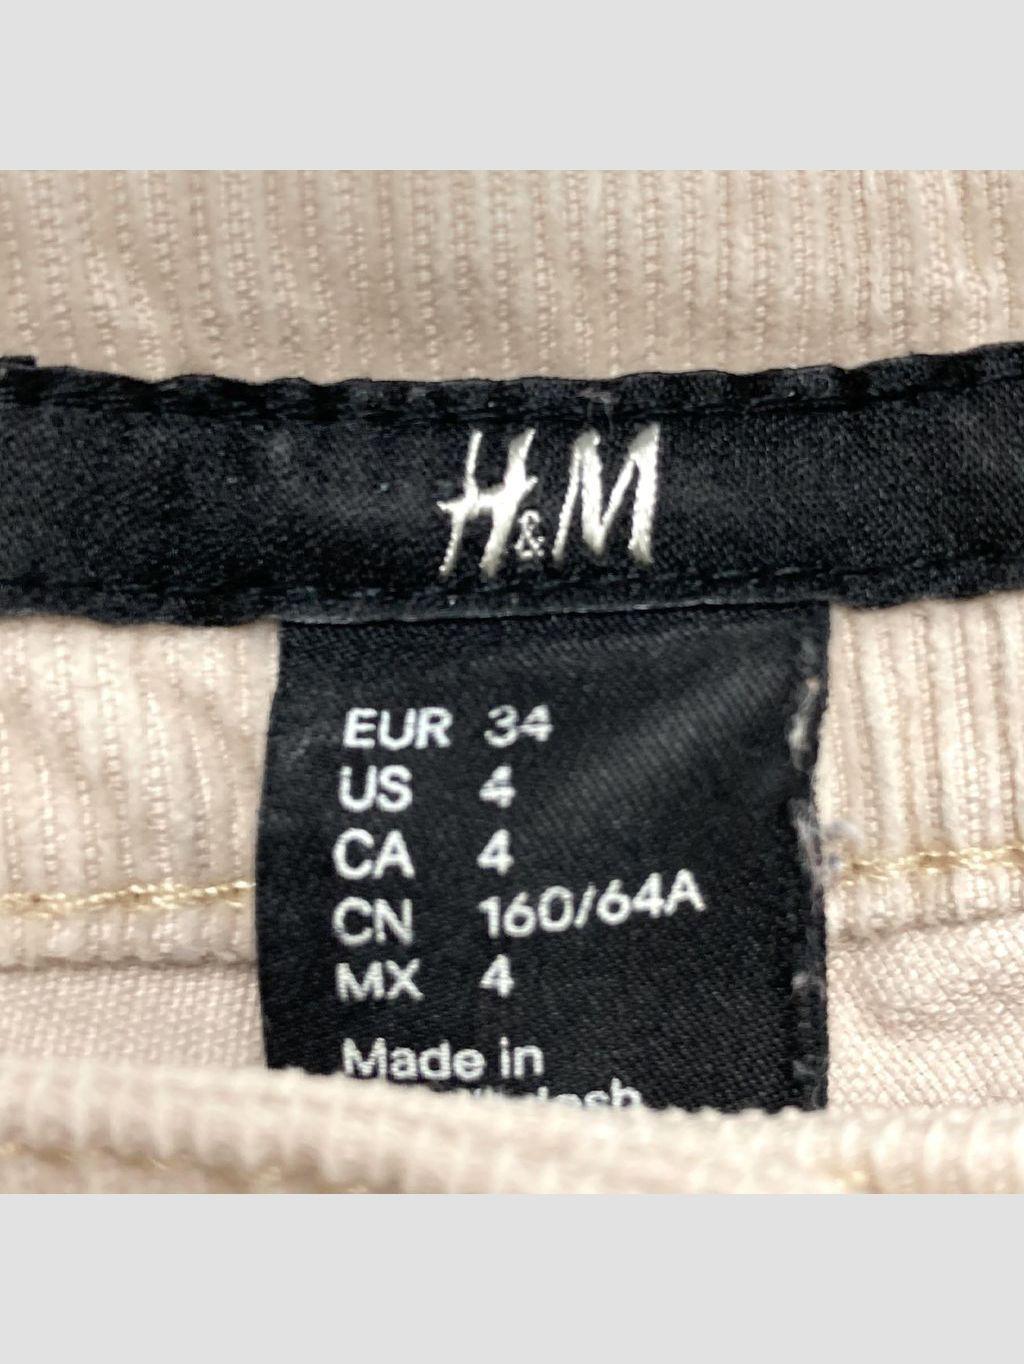 H&M
EUR 34
US 4
CA 4
CN 160/64A
MX 4
Made in